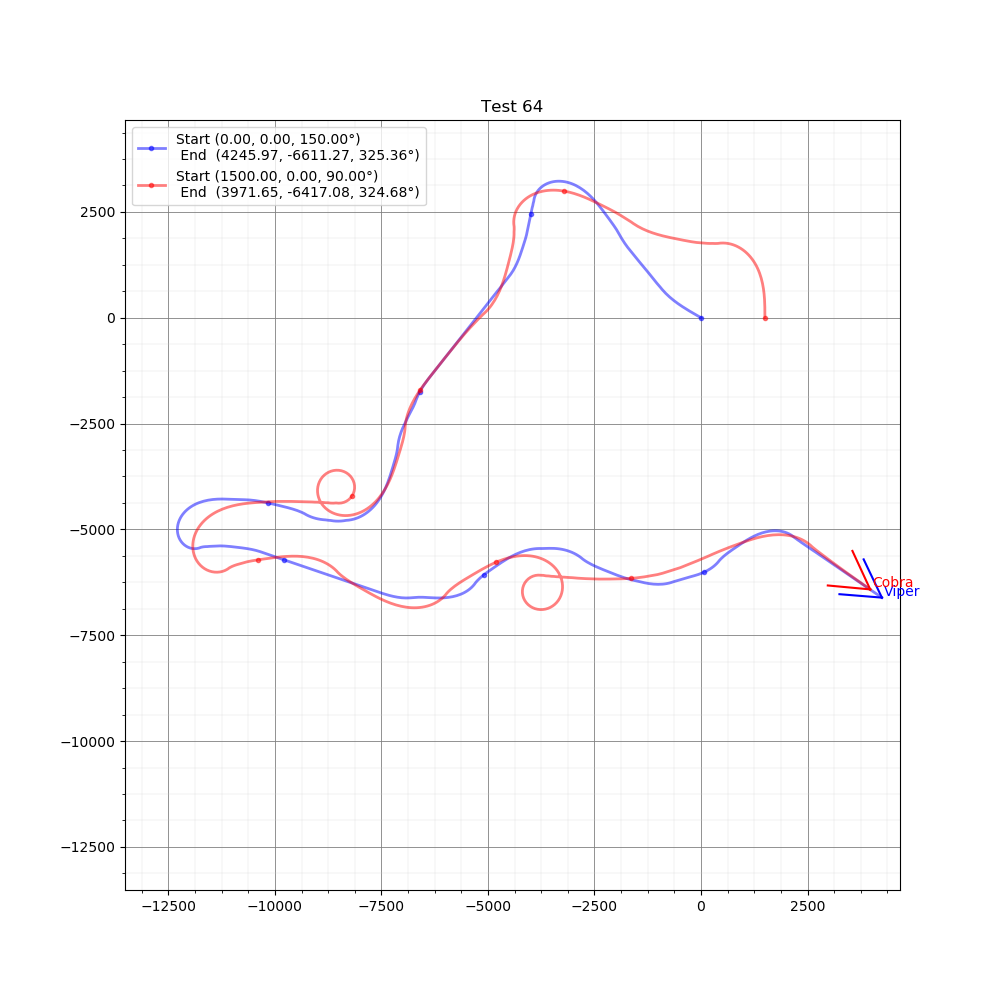 Test 64
Start (0.00, 0.00, 150.00°)
End (4245.97, -6611.27, 325.36°)
Start (1500.00, 0.00, 90.00°)
End (3971.65, -6417.08, 324.68°)
2500
0
−2500
−5000
−7500
−10000
−12500
Cobra
Viper
−12500 −10000 −7500 −5000 −2500 0 2500